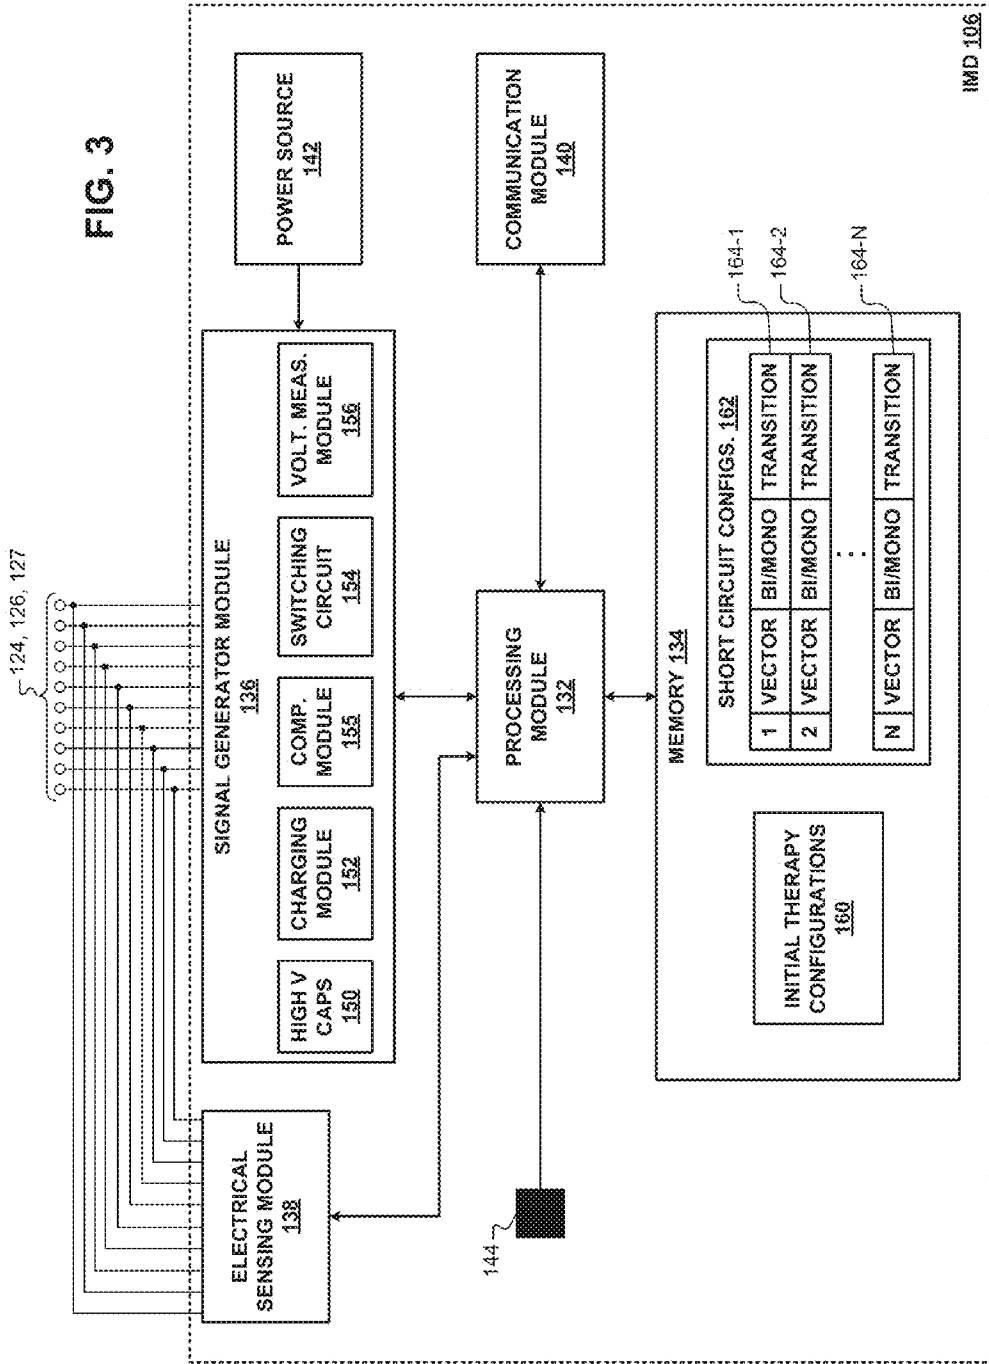 FIG. 3
124, 126, 127
ELECTRICAL
SENSING MODULE
138
SIGNAL GENERATOR MODULE
136
HIGH V
CAPS
150
CHARGING
MODULE
152
COMP.
MODULE
155
SWITCHING
CIRCUIT
154
VOLT. MEAS.
MODULE
156
POWER SOURCE
142
144
PROCESSING
MODULE
132
COMMUNICATION
MODULE
140
MEMORY 134
INITIAL THERAPY
CONFIGURATIONS
160
SHORT CIRCUIT CONFIGS. 162
1 VECTOR BI/MONO TRANSITION
2 VECTOR BI/MONO TRANSITION
...
N VECTOR BI/MONO TRANSITION
164-1
164-2
164-N
IMD 106